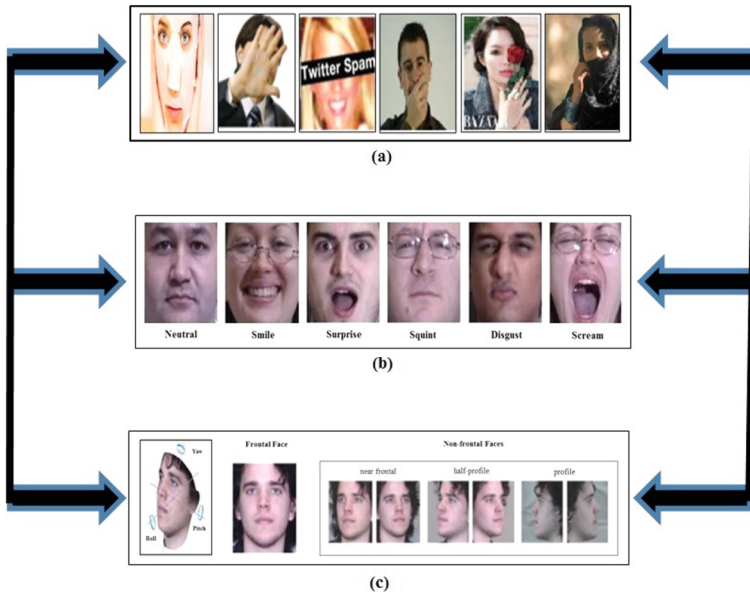 Twitter Spam
BAZAAR
(a)
Neutral Smile Surprise Squint Disgust Scream
(b)
Frontal Face Non-frontal Faces
Yaw
near frontal half-profile profile
Pitch
Roll
(c)